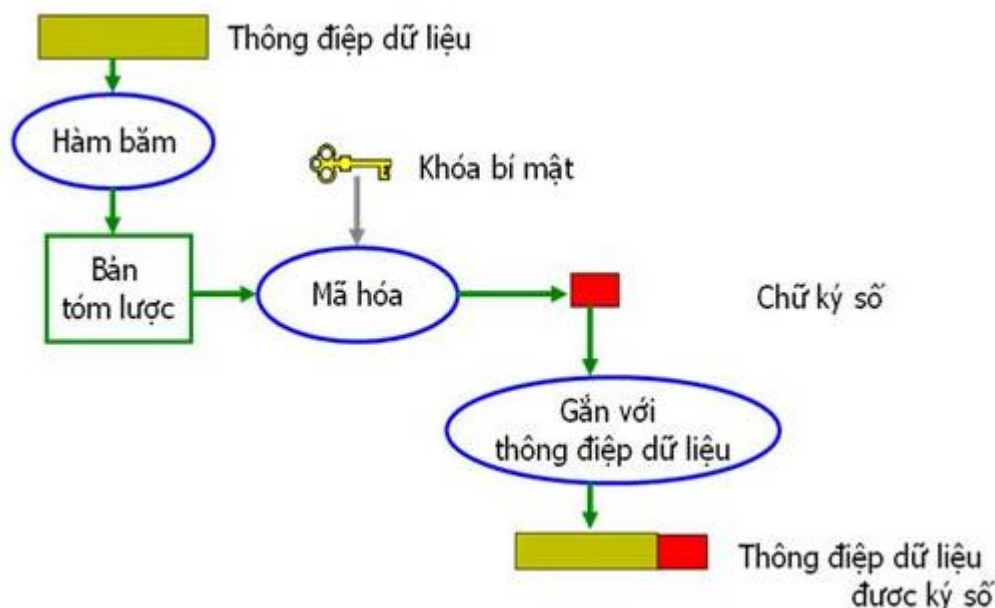 Thông điệp dữ liệu
Hàm băm
Khóa bí mật
Bản
tóm lược
Mã hóa
Chữ ký số
Gắn với
thông điệp dữ liệu
Thông điệp dữ liệu
được ký số